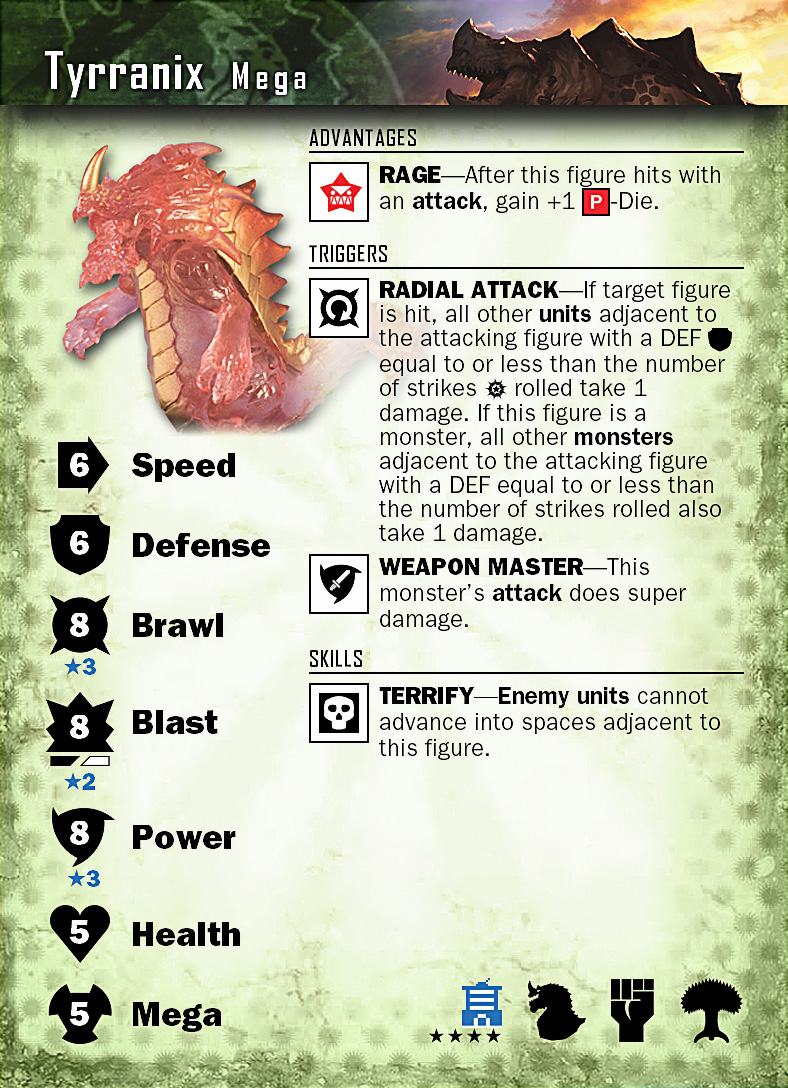 Tyrranix Mega
ADVANTAGES
RAGE—After this figure hits with
an attack, gain +1 P-Die.
TRIGGERS
RADIAL ATTACK—If target figure
is hit, all other units adjacent to
the attacking figure with a DEF
equal to or less than the number
of strikes rolled take 1
damage. If this figure is a
monster, all other monsters
adjacent to the attacking figure
with a DEF equal to or less than
the number of strikes rolled also
take 1 damage.
WEAPON MASTER—This
monster's attack does super
damage.
SKILLS
TERRIFY—Enemy units cannot
advance into spaces adjacent to
this figure.
6 Speed
6 Defense
8 Brawl
★3
8 Blast
★2
8 Power
★3
5 Health
5 Mega
★★★★